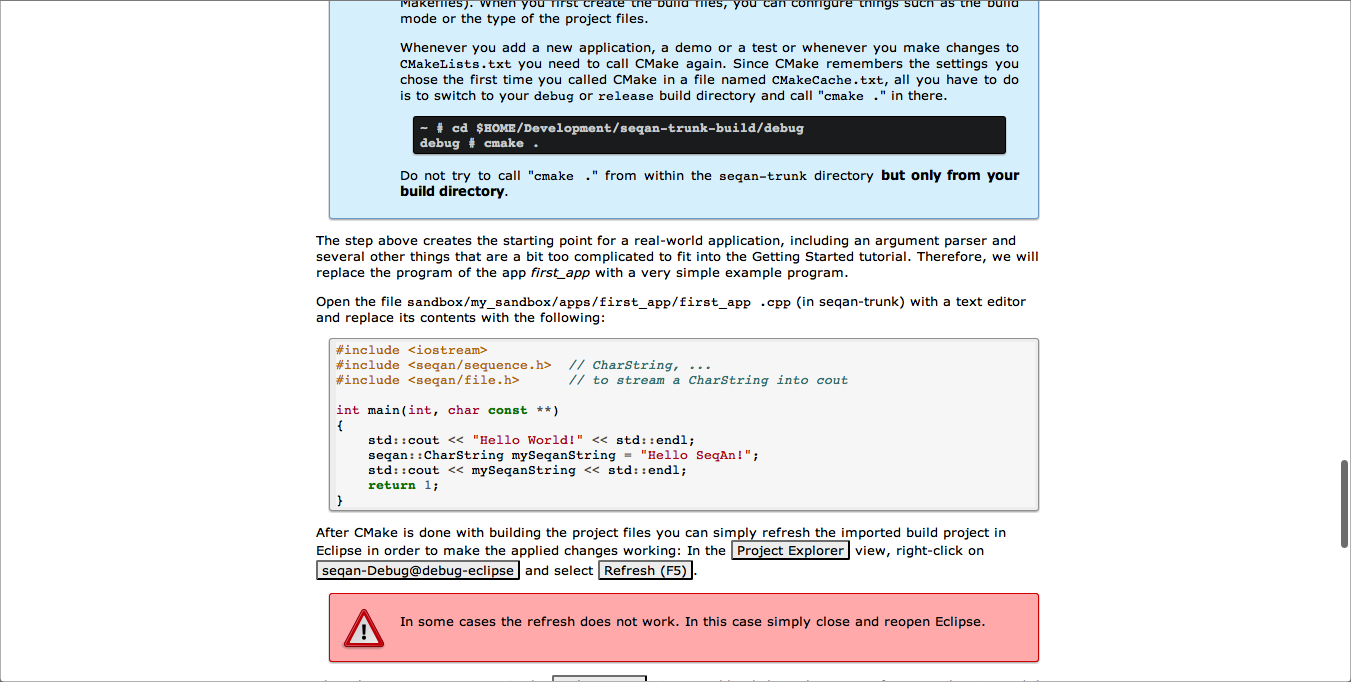 Makefiles). When you first create the build files, you can configure things such as the build
mode or the type of the project files.
Whenever you add a new application, a demo or a test or whenever you make changes to
CMakeLists.txt you need to call CMake again. Since CMake remembers the settings you
chose the first time you called CMake in a file named CMakeCache.txt, all you have to do
is to switch to your debug or release build directory and call "cmake ." in there.
~ # cd $HOME/Development/seqan-trunk-build/debug
debug # cmake .
Do not try to call "cmake ." from within the seqan-trunk directory but only from your
build directory.
The step above creates the starting point for a real-world application, including an argument parser and
several other things that are a bit too complicated to fit into the Getting Started tutorial. Therefore, we will
replace the program of the app first_app with a very simple example program.
Open the file sandbox/my_sandbox/apps/first_app/first_app .cpp (in seqan-trunk) with a text editor
and replace its contents with the following:
#include <iostream>
#include <seqan/sequence.h>  // CharString, ...
#include <seqan/file.h>      // to stream a CharString into cout
int main(int, char const **)
{
    std::cout << "Hello World!" << std::endl;
    seqan::CharString mySeqanString = "Hello SeqAn!";
    std::cout << mySeqanString << std::endl;
    return 1;
}
After CMake is done with building the project files you can simply refresh the imported build project in
Eclipse in order to make the applied changes working: In the Project Explorer view, right-click on
seqan-Debug@debug-eclipse and select Refresh (F5).
In some cases the refresh does not work. In this case simply close and reopen Eclipse.